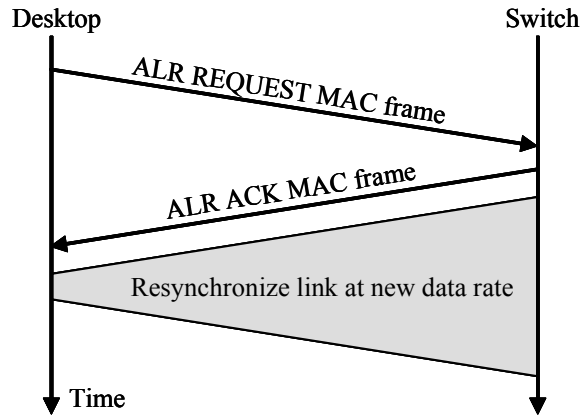 Desktop
Switch
ALR REQUEST MAC frame
ALR ACK MAC frame
Resynchronize link at new data rate
Time